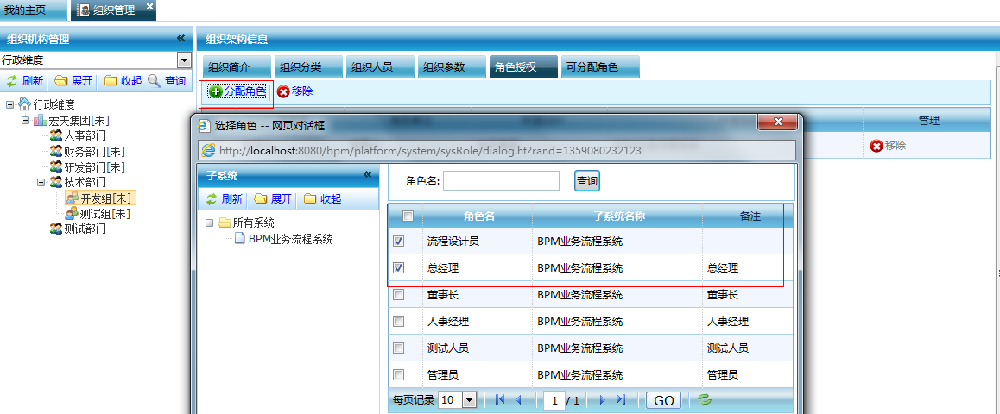 我的主页 组织管理
组织机构管理
行政维度
刷新 展开 收起 查询
行政维度
宏天集团[未]
人事部门
财务部门[未]
研发部门[未]
技术部门
开发组[未]
测试组[未]
测试部门
组织架构信息
组织简介 组织分类 组织人员 组织参数 角色授权 可分配角色
分配角色 移除
管理
移除
选择角色 -- 网页对话框
http://localhost:8080/bpm/platform/system/sysRole/dialog.ht?rand=1359080232123
子系统
刷新 展开 收起
所有系统
BPM业务流程系统
角色名: 查询
角色名 子系统名称 备注
流程设计员 BPM业务流程系统
总经理 BPM业务流程系统 总经理
董事长 BPM业务流程系统 董事长
人事经理 BPM业务流程系统 人事经理
测试人员 BPM业务流程系统 测试人员
管理员 BPM业务流程系统 管理员
每页记录 10 1 / 1 GO